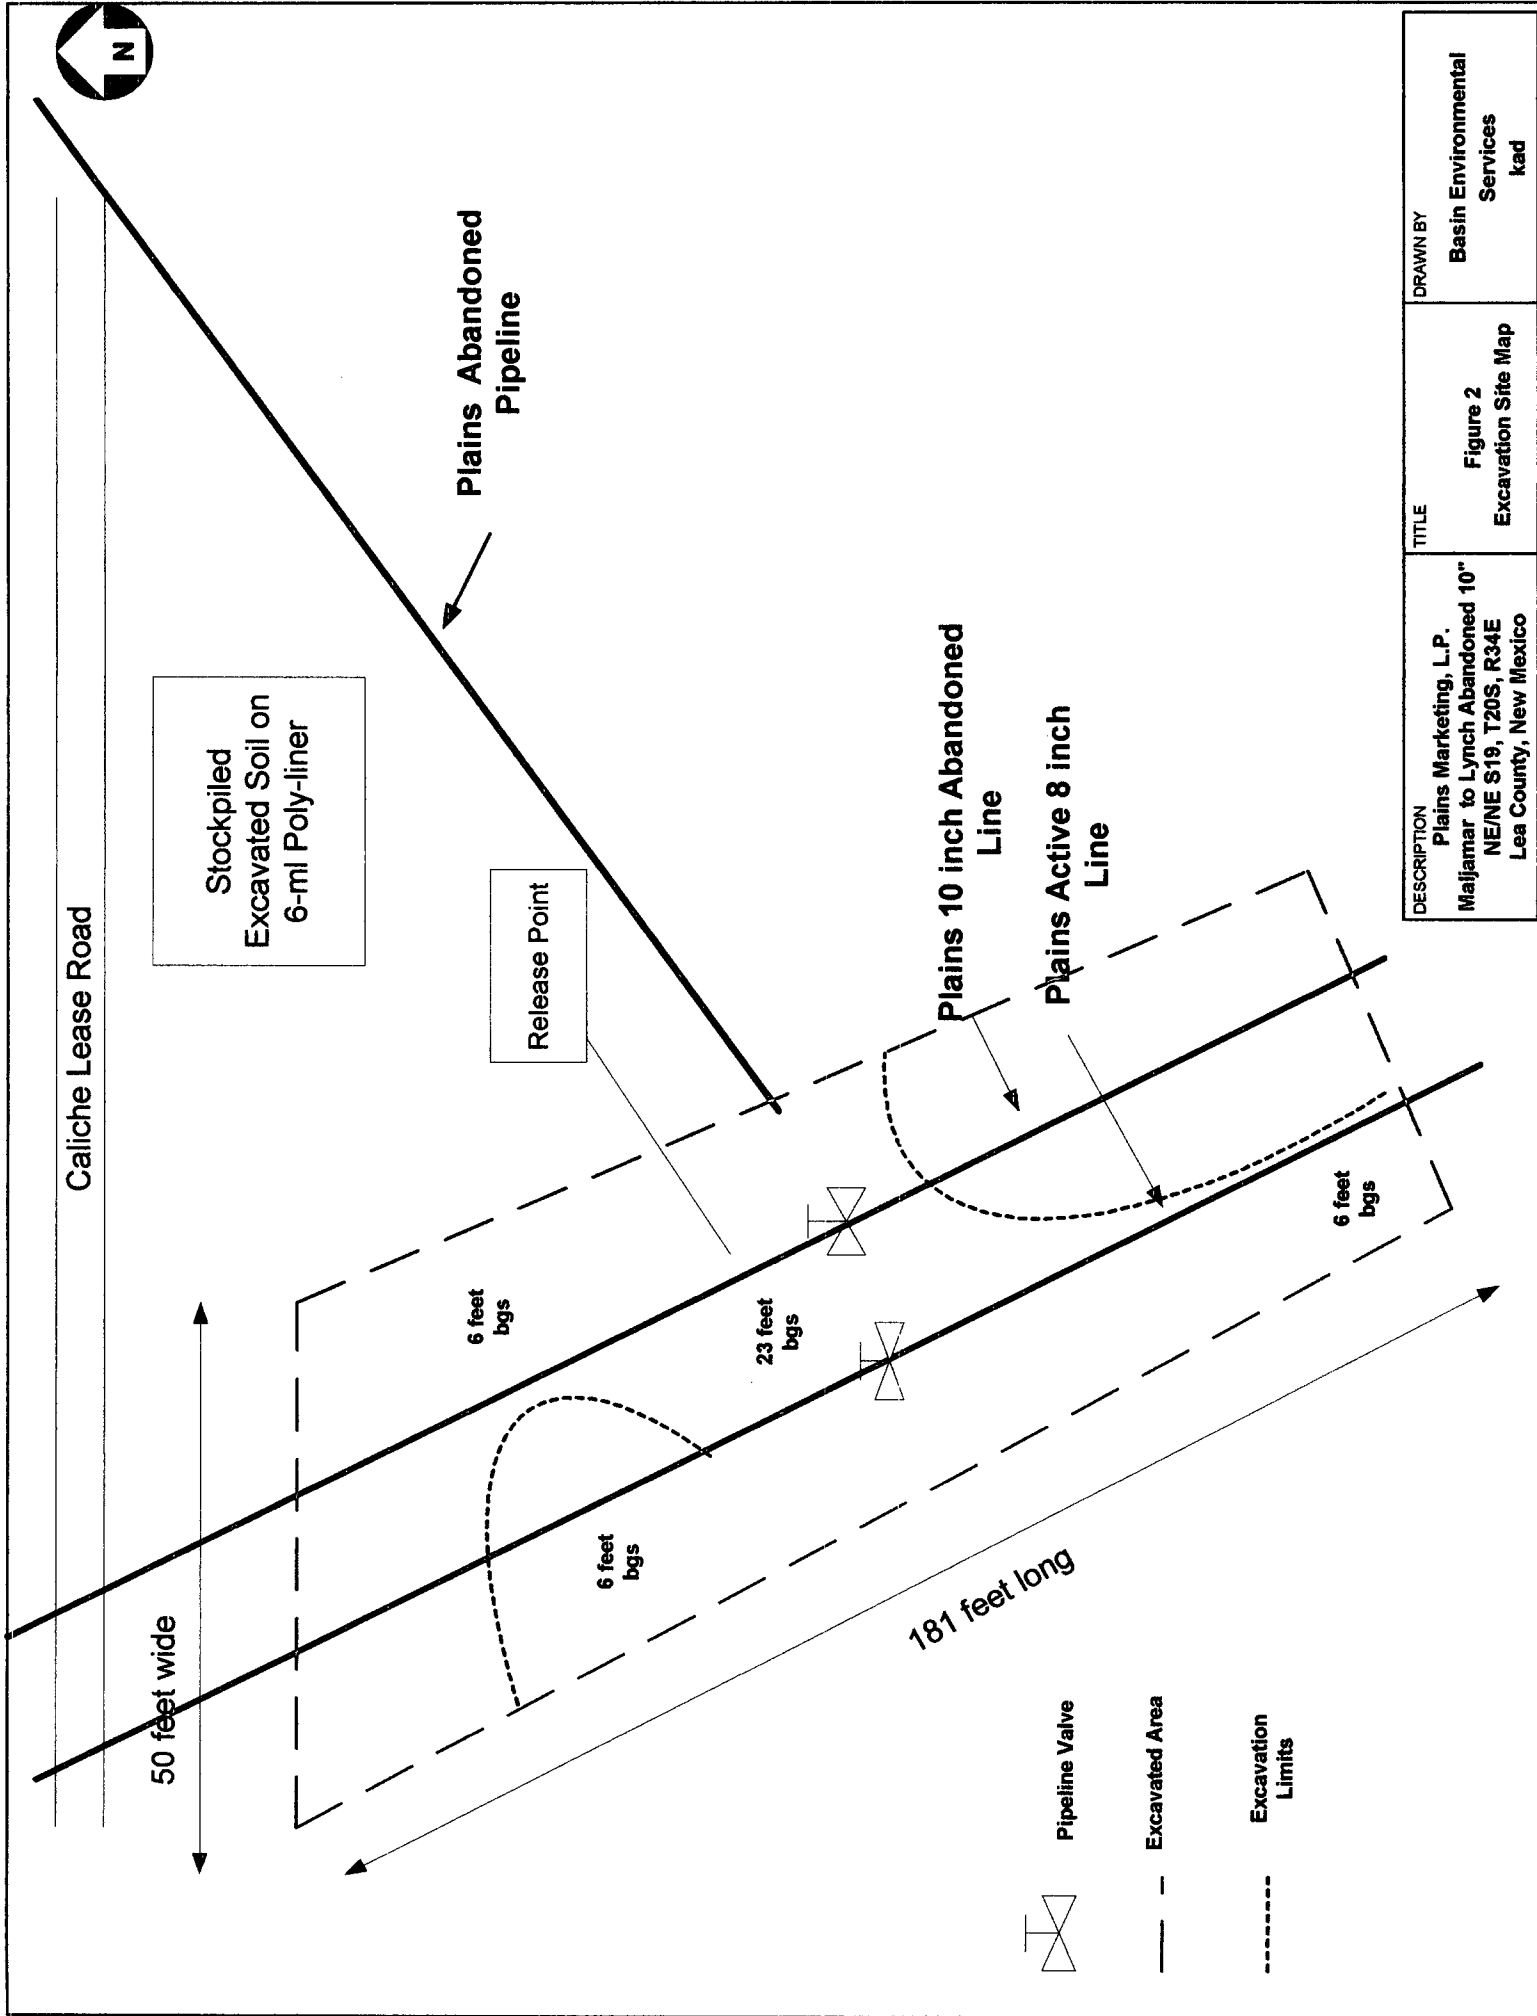 N
Caliche Lease Road
50 feet wide
Stockpiled
Excavated Soil on
6-ml Poly-liner
Plains Abandoned
Pipeline
Release Point
6 feet
bgs
23 feet
bgs
6 feet
bgs
Plains 10 inch Abandoned
Line
Plains Active 8 inch
Line
6 feet
bgs
181 feet long
Pipeline Valve
Excavated Area
Excavation
Limits
DESCRIPTION
Plains Marketing, L.P.
Maljamar to Lynch Abandoned 10"
NE/NE S19, T20S, R34E
Lea County, New Mexico
TITLE
Figure 2
Excavation Site Map
DRAWN BY
Basin Environmental
Services
kad